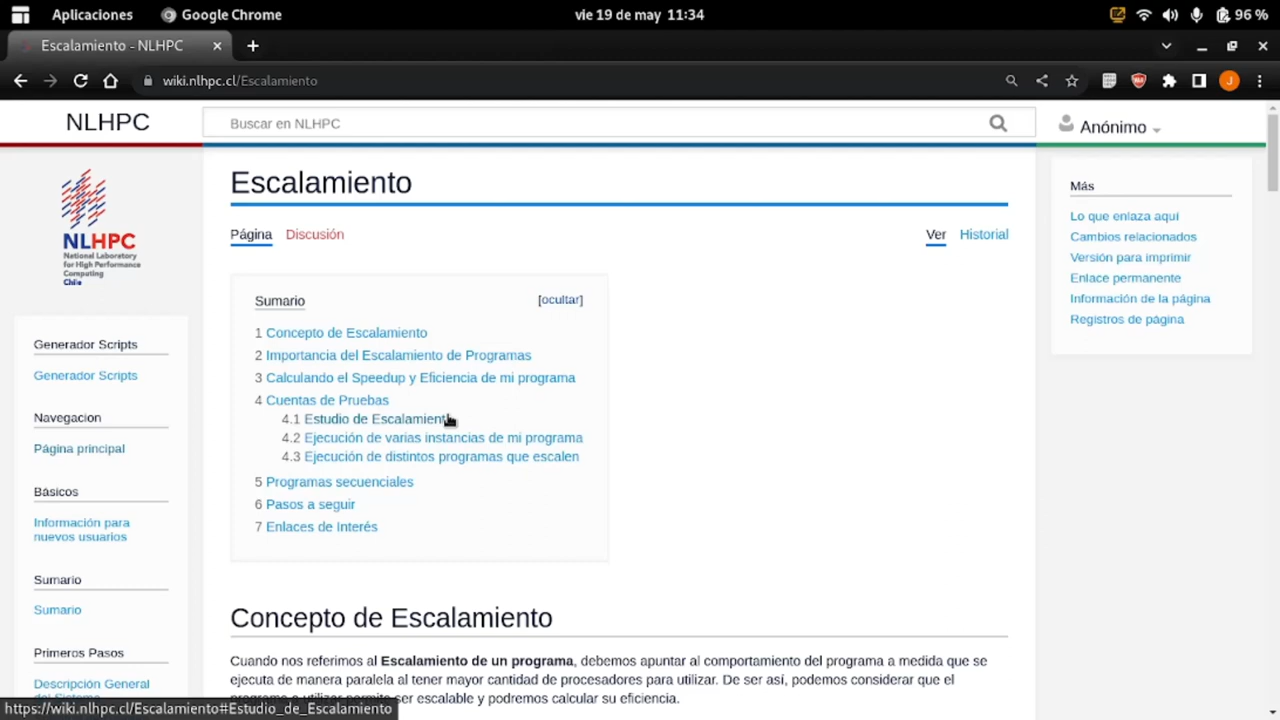 Aplicaciones
Google Chrome
vie 19 de may 11:34
96 %
Escalamiento - NLHPC
wiki.nlhpc.cl/Escalamiento
J
NLHPC
Buscar en NLHPC
Anónimo
NLHPC
National Laboratory
for High Performance
Computing
Chile
Generador Scripts
Generador Scripts
Navegacion
Página principal
Básicos
Información para
nuevos usuarios
Sumario
Sumario
Primeros Pasos
Descripción General
Escalamiento
Página
Discusión
Ver
Historial
Sumario
[ocultar]
1 Concepto de Escalamiento
2 Importancia del Escalamiento de Programas
3 Calculando el Speedup y Eficiencia de mi programa
4 Cuentas de Pruebas
4.1 Estudio de Escalamiento
4.2 Ejecución de varias instancias de mi programa
4.3 Ejecución de distintos programas que escalen
5 Programas secuenciales
6 Pasos a seguir
7 Enlaces de Interés
Concepto de Escalamiento
Cuando nos referimos al Escalamiento de un programa, debemos apuntar al comportamiento del programa a medida que se
ejecuta de manera paralela al tener mayor cantidad de procesadores para utilizar. De ser así, podemos considerar que el
ser escalable y podremos calcular su eficiencia.
Más
Lo que enlaza aquí
Cambios relacionados
Versión para imprimir
Enlace permanente
Información de la página
Registros de página
https://wiki.nlhpc.cl/Escalamiento#Estudio_de_Escalamiento